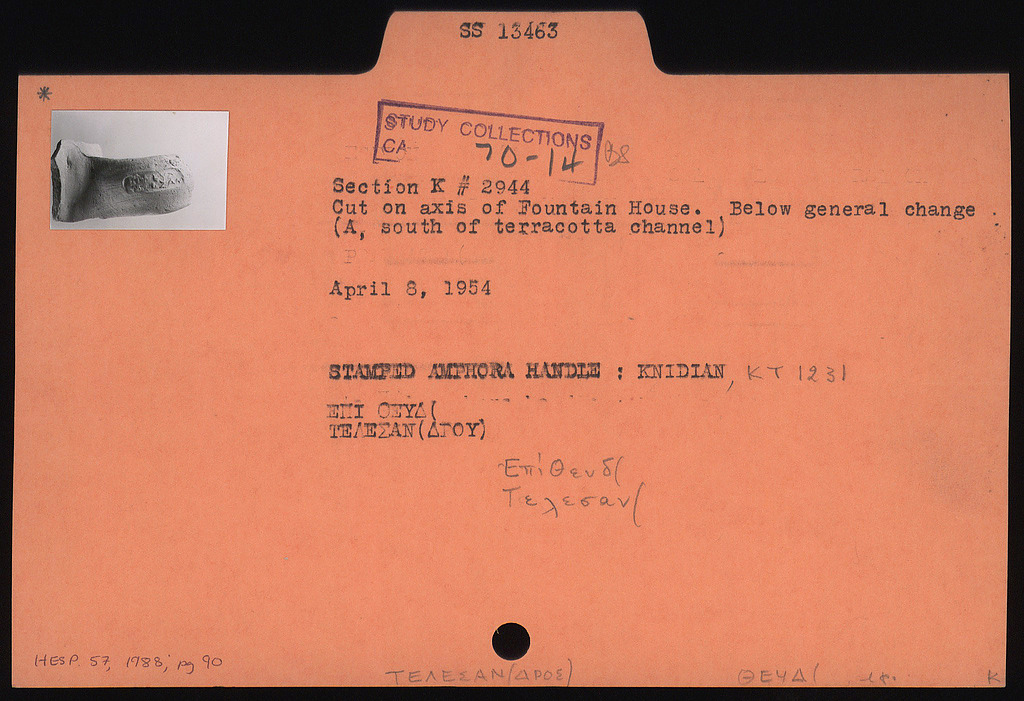 SS 13463
*
STUDY COLLECTIONS
CA 70-14
Section K # 2944
Cut on axis of Fountain House. Below general change .
(A, south of terracotta channel)
P
April 8, 1954
STAMPED AMPHORA HANDLE : KNIDIAN, KT 1231
ΕΠΙ ΘΕΥΔ(
ΤΕΛΕΣΑΝ(ΔΡΟΥ)
Επὶ Θευδ(
Τελεσαν(
HESP. 57, 1988, pg 90
ΤΕΛΕΣΑΝ(ΔΡΟΣ)
ΘΕΥΔ(
K